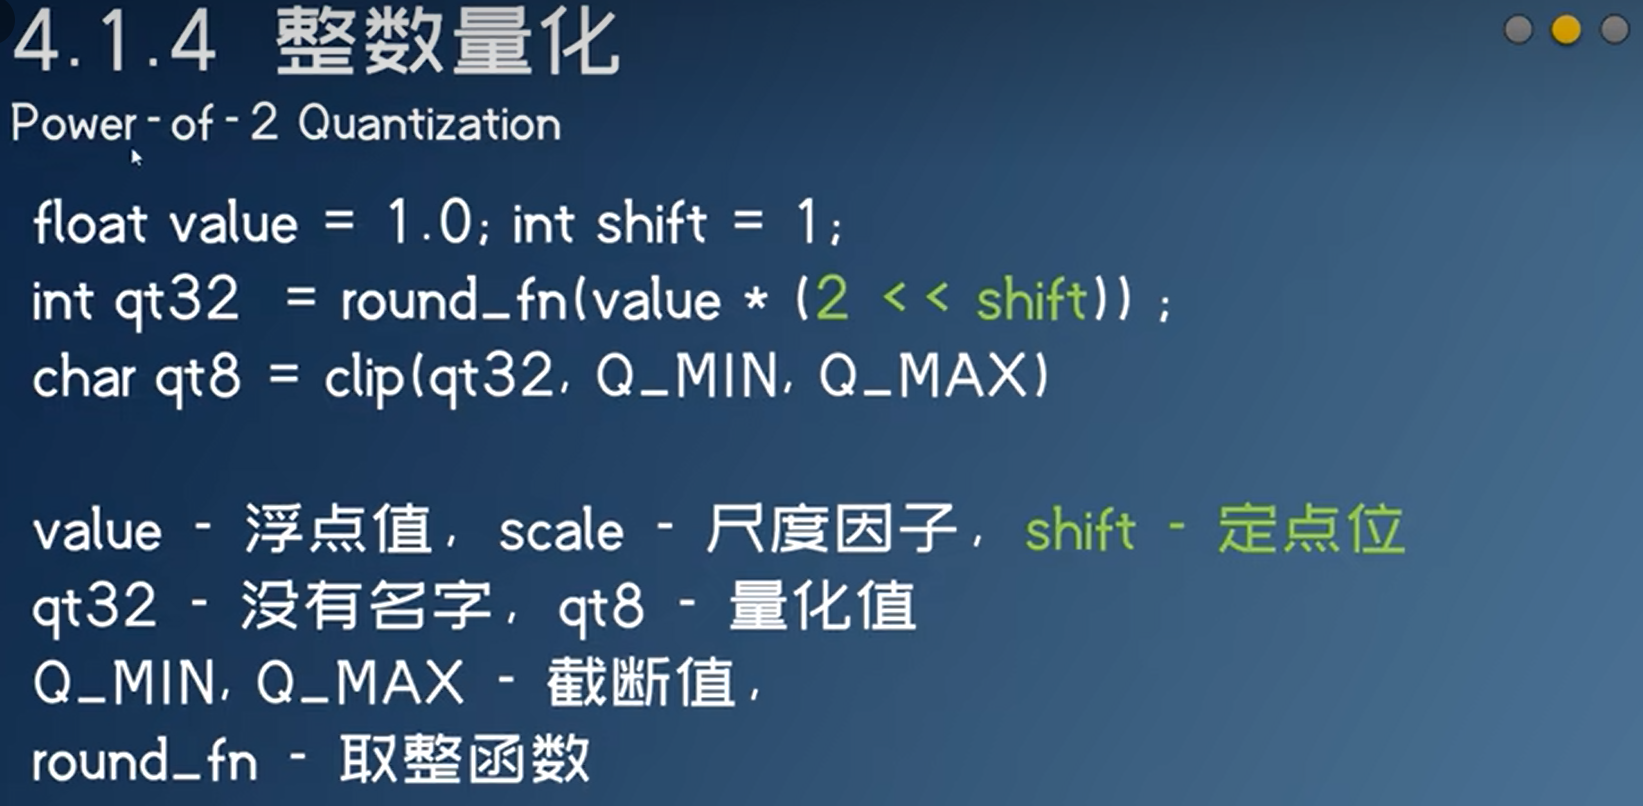 4.1.4 整数量化
Power-of-2 Quantization
float value = 1.0; int shift = 1;
int qt32 = round_fn(value * (2 << shift)) ;
char qt8 = clip(qt32, Q_MIN, Q_MAX)
value - 浮点值, scale - 尺度因子, shift - 定点位
qt32 - 没有名字, qt8 - 量化值
Q_MIN, Q_MAX - 截断值,
round_fn - 取整函数